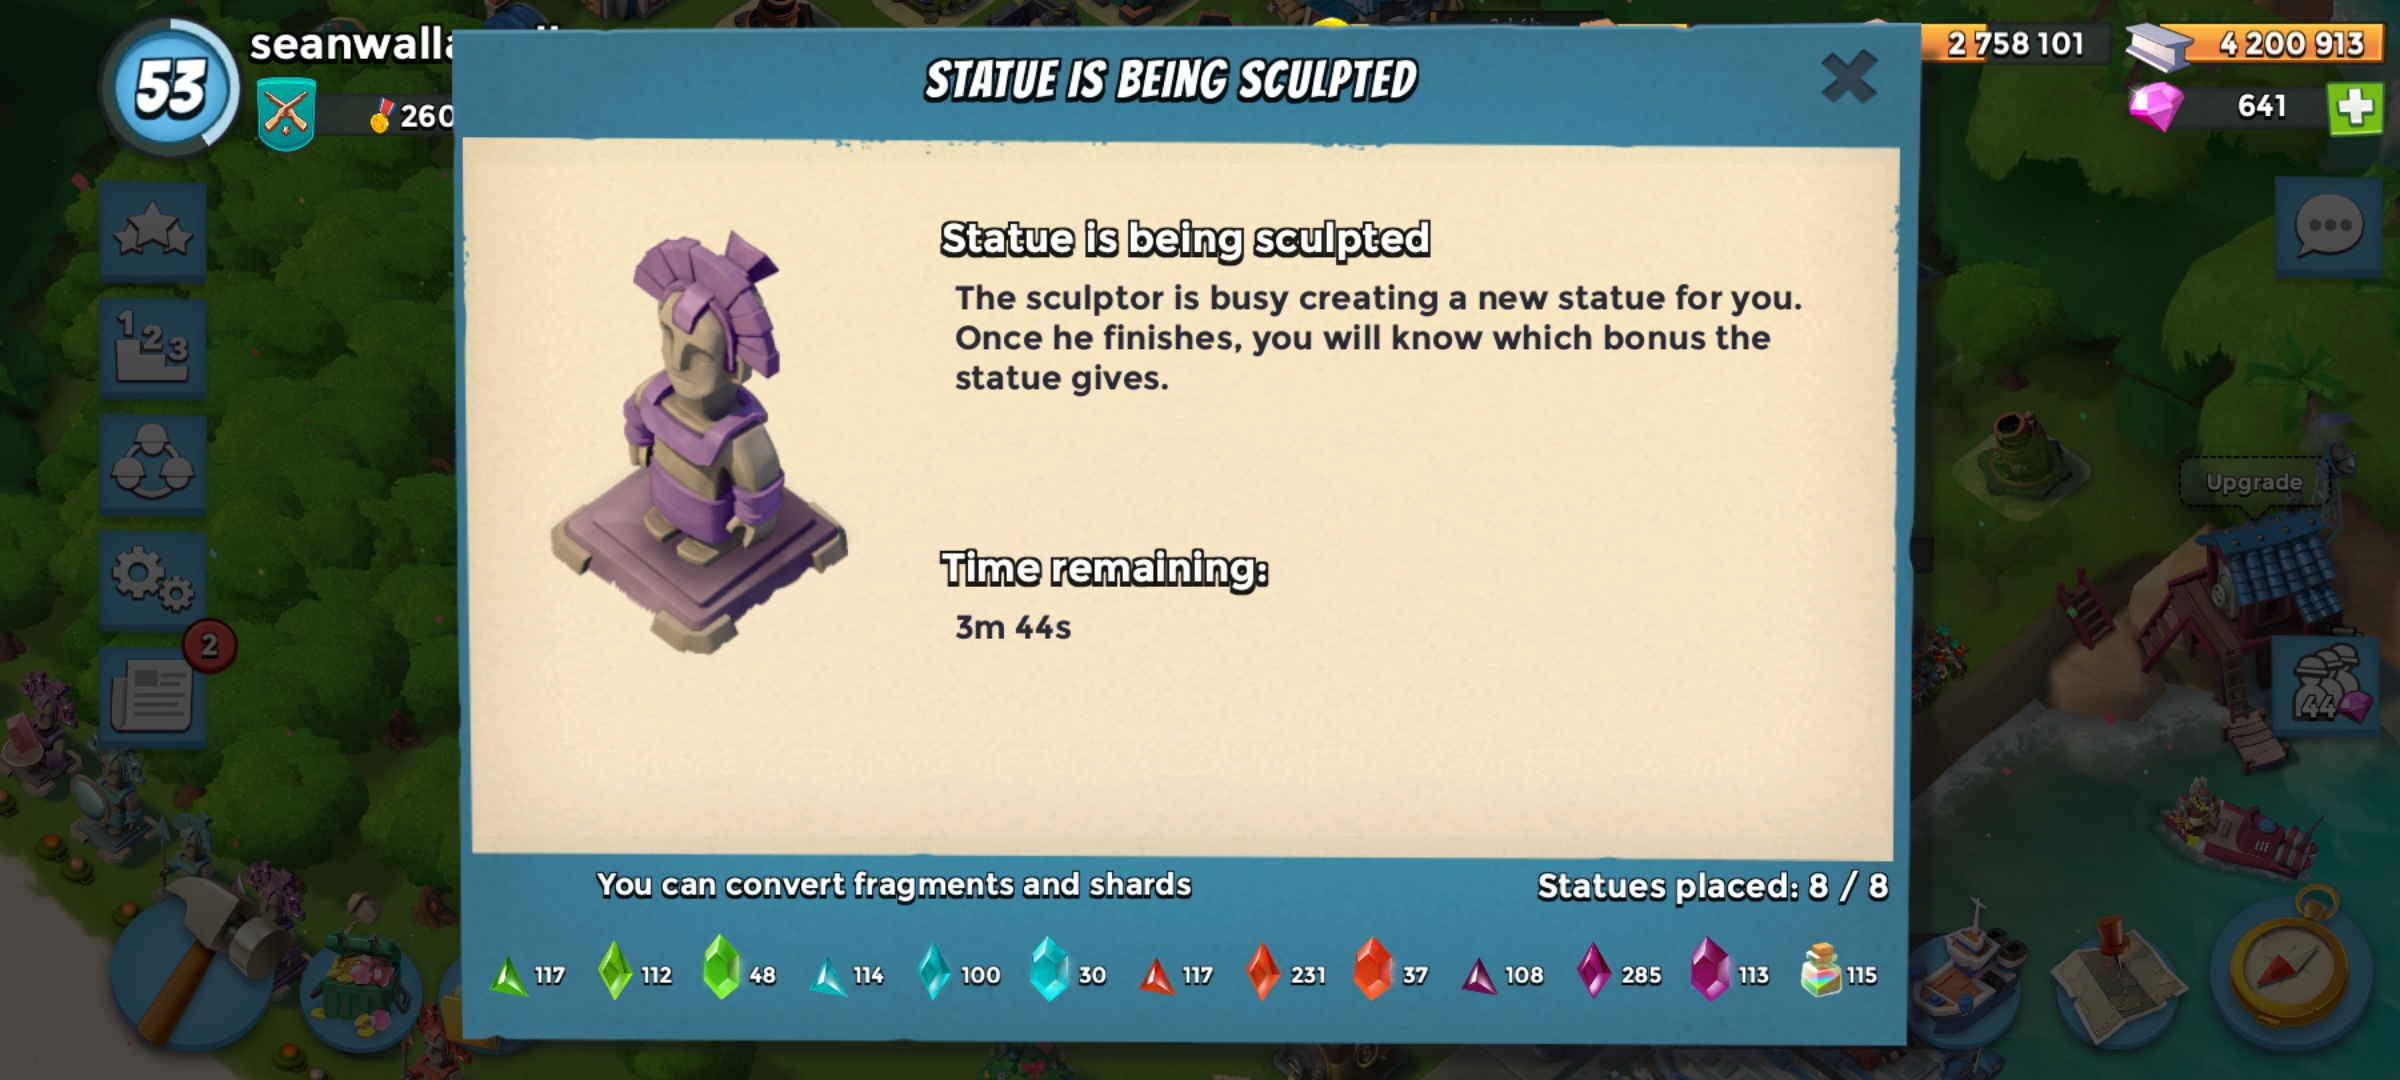 53
STATUE IS BEING SCULPTED
2 758 101
4 200 913
260
641
Statue is being sculpted
The sculptor is busy creating a new statue for you.
Once he finishes, you will know which bonus the
statue gives.
1 2 3
Upgrade
Time remaining:
3m 44s
2
44
You can convert fragments and shards
Statues placed: 8 / 8
117 112 48 114 100 30 117 231 37 108 285 113 115